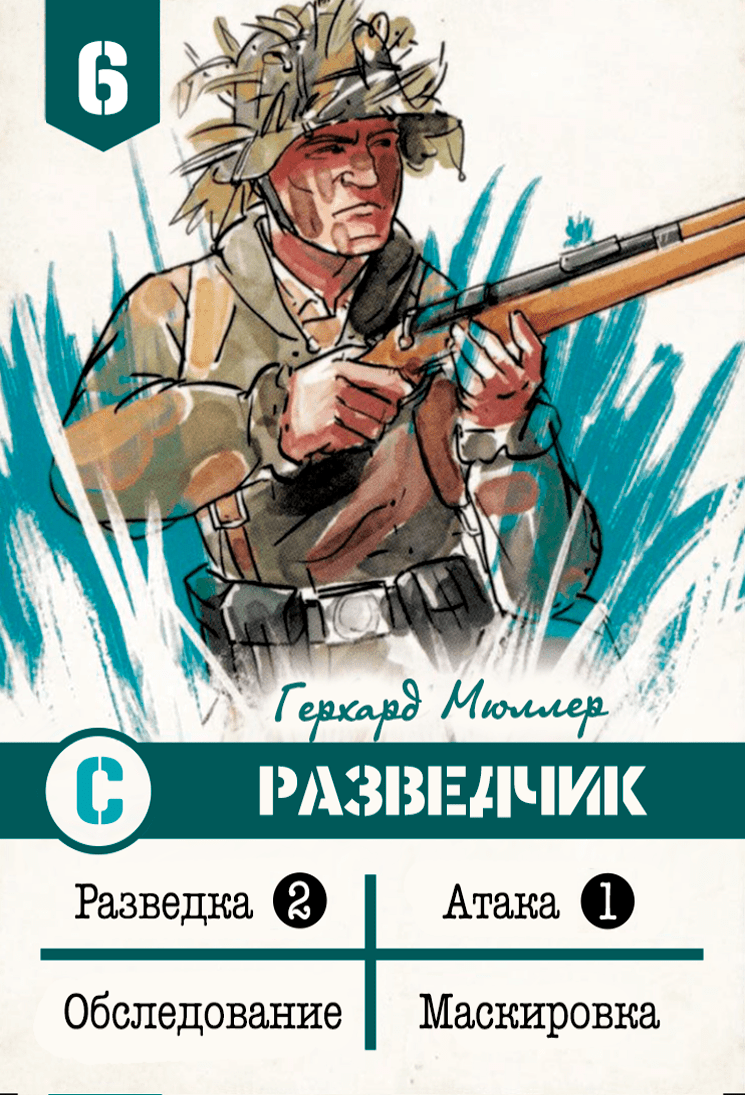 6
Герхард Мюллер
С РАЗВЕДЧИК
Разведка 2 Атака 1
Обследование Маскировка